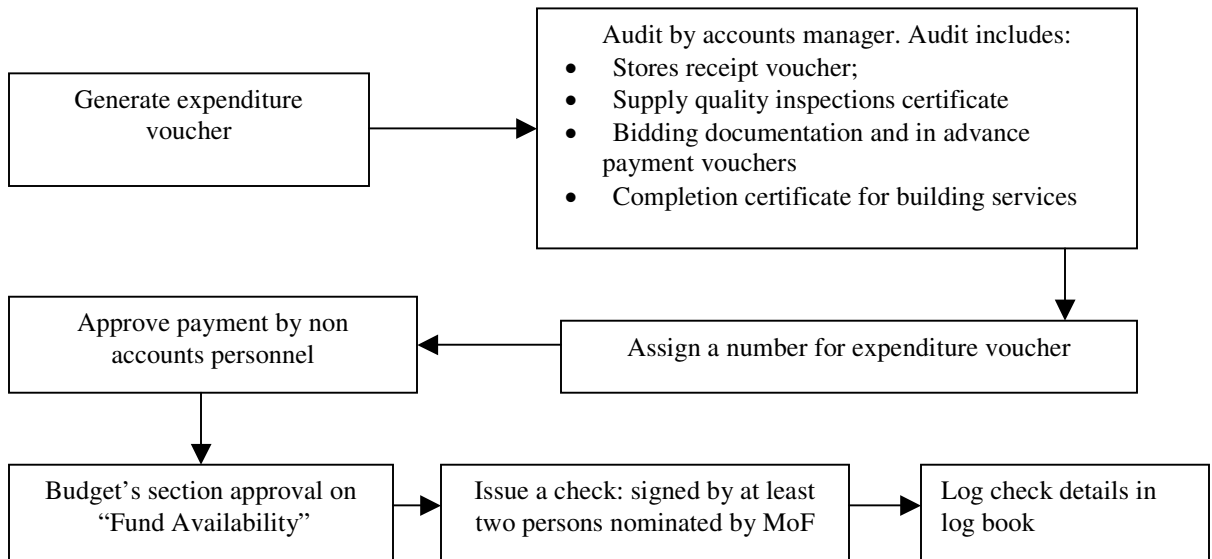 Generate expenditure
voucher
Audit by accounts manager. Audit includes:
• Stores receipt voucher;
• Supply quality inspections certificate
• Bidding documentation and in advance
payment vouchers
• Completion certificate for building services
Assign a number for expenditure voucher
Approve payment by non
accounts personnel
Budget’s section approval on
“Fund Availability”
Issue a check: signed by at least
two persons nominated by MoF
Log check details in
log book